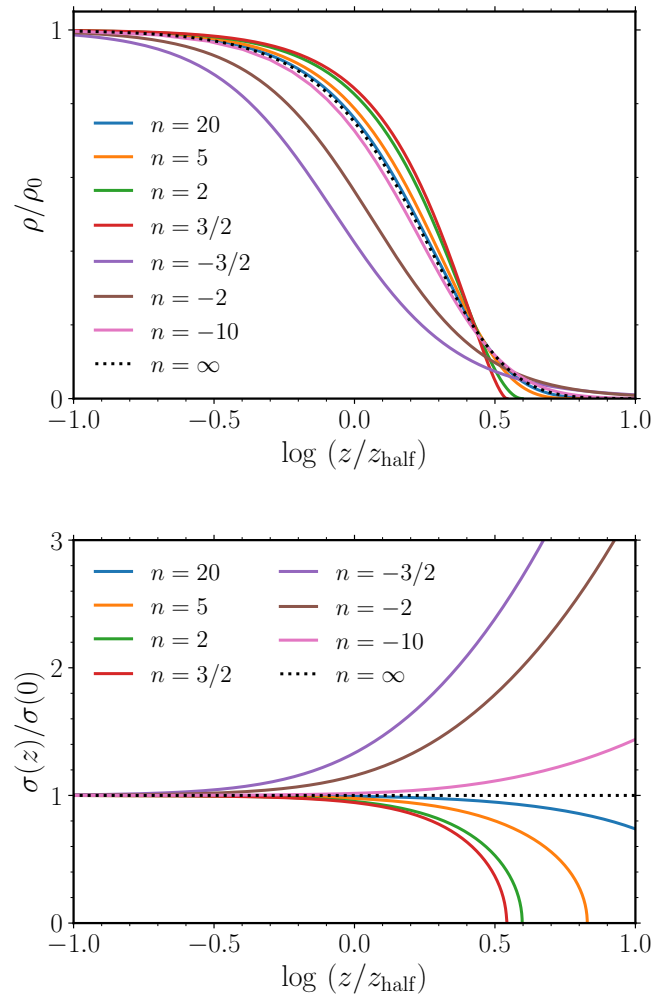 1
ρ/ρ₀
n = 20
n = 5
n = 2
n = 3/2
n = −3/2
n = −2
n = −10
n = ∞
0
−1.0 −0.5 0.0 0.5 1.0
log (z/z_half)
3
2
σ(z)/σ(0)
1
0
n = 20 n = −3/2
n = 5 n = −2
n = 2 n = −10
n = 3/2 n = ∞
−1.0 −0.5 0.0 0.5 1.0
log (z/z_half)